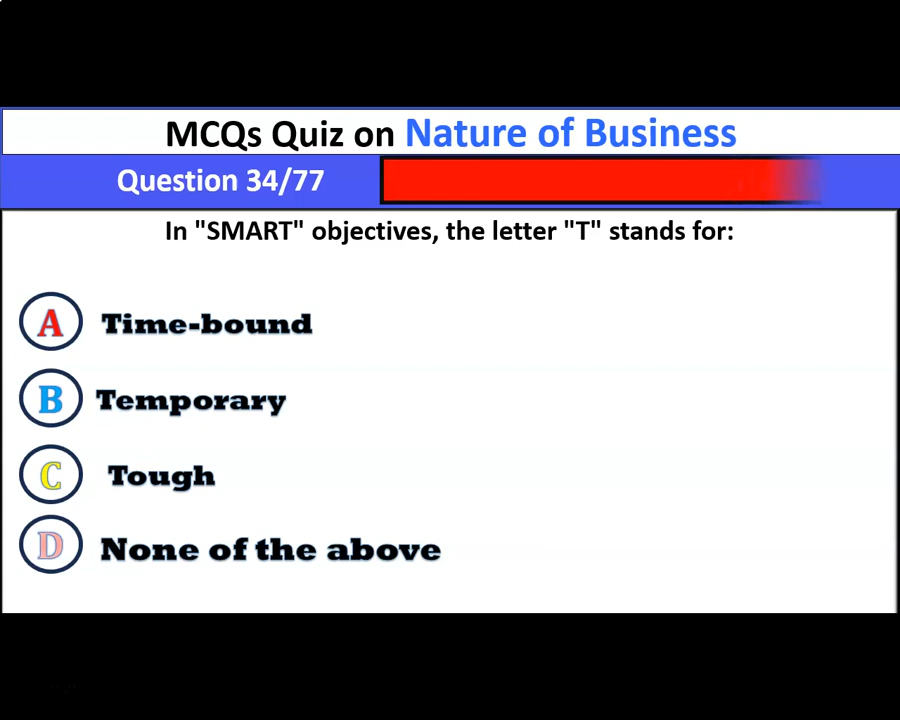 MCQs Quiz on Nature of Business
Question 34/77
In "SMART" objectives, the letter "T" stands for:
A Time-bound
B Temporary
C Tough
D None of the above